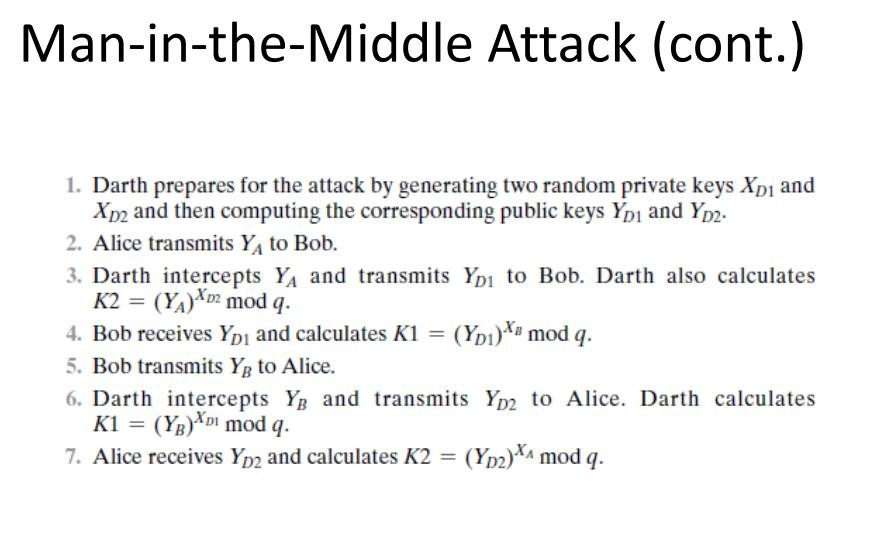 Man-in-the-Middle Attack (cont.)
1. Darth prepares for the attack by generating two random private keys X_D1 and
X_D2 and then computing the corresponding public keys Y_D1 and Y_D2.
2. Alice transmits Y_A to Bob.
3. Darth intercepts Y_A and transmits Y_D1 to Bob. Darth also calculates
K2 = (Y_A)^X_D2 mod q.
4. Bob receives Y_D1 and calculates K1 = (Y_D1)^X_B mod q.
5. Bob transmits Y_B to Alice.
6. Darth intercepts Y_B and transmits Y_D2 to Alice. Darth calculates
K1 = (Y_B)^X_D1 mod q.
7. Alice receives Y_D2 and calculates K2 = (Y_D2)^X_A mod q.